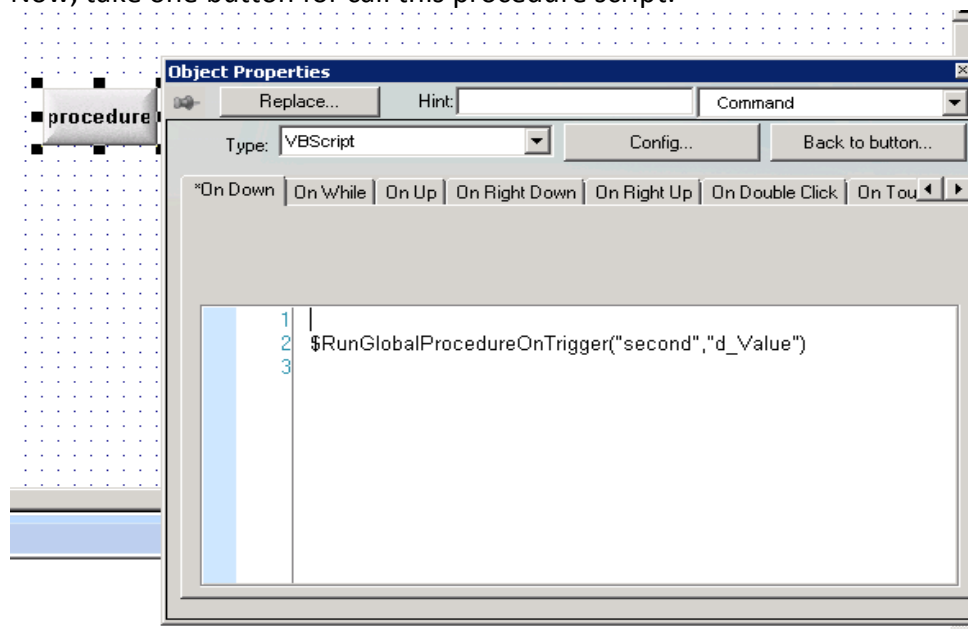 Now, take one button for call this procedure script.
Object Properties
Replace... Hint: Command
procedure
Type: VBScript Config... Back to button...
*On Down On While On Up On Right Down On Right Up On Double Click On Tou
1
2 $RunGlobalProcedureOnTrigger("second","d_Value")
3